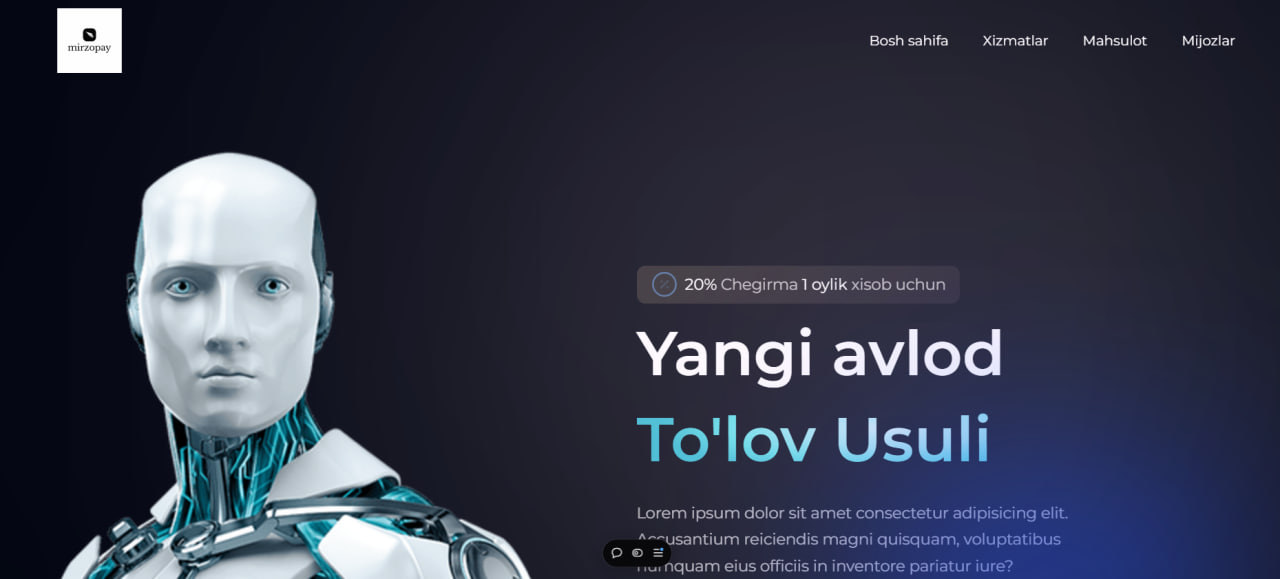 mirzopay
Bosh sahifa Xizmatlar Mahsulot Mijozlar
20% Chegirma 1 oylik xisob uchun
Yangi avlod
To'lov Usuli
Lorem ipsum dolor sit amet consectetur adipisicing elit.
Accusantium reiciendis magni quisquam, voluptatibus
numquam eius officiis in inventore pariatur iure?